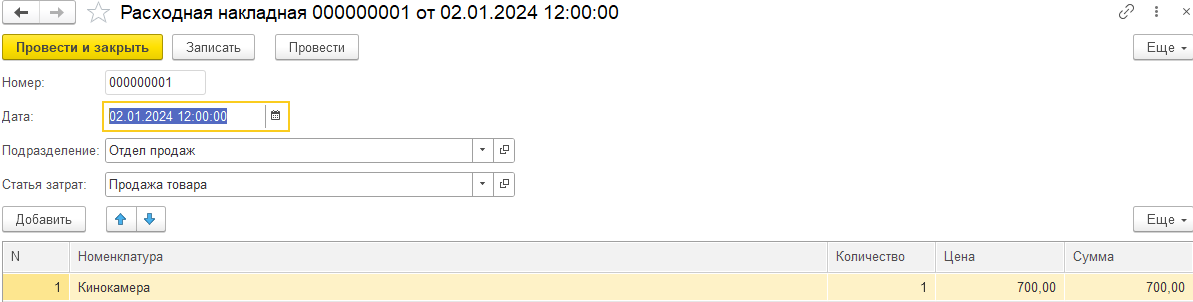 Расходная накладная 000000001 от 02.01.2024 12:00:00
Провести и закрыть Записать Провести Еще
Номер: 000000001
Дата: 02.01.2024 12:00:00
Подразделение: Отдел продаж
Статья затрат: Продажа товара
Добавить Еще
N Номенклатура Количество Цена Сумма
1 Кинокамера 1 700,00 700,00